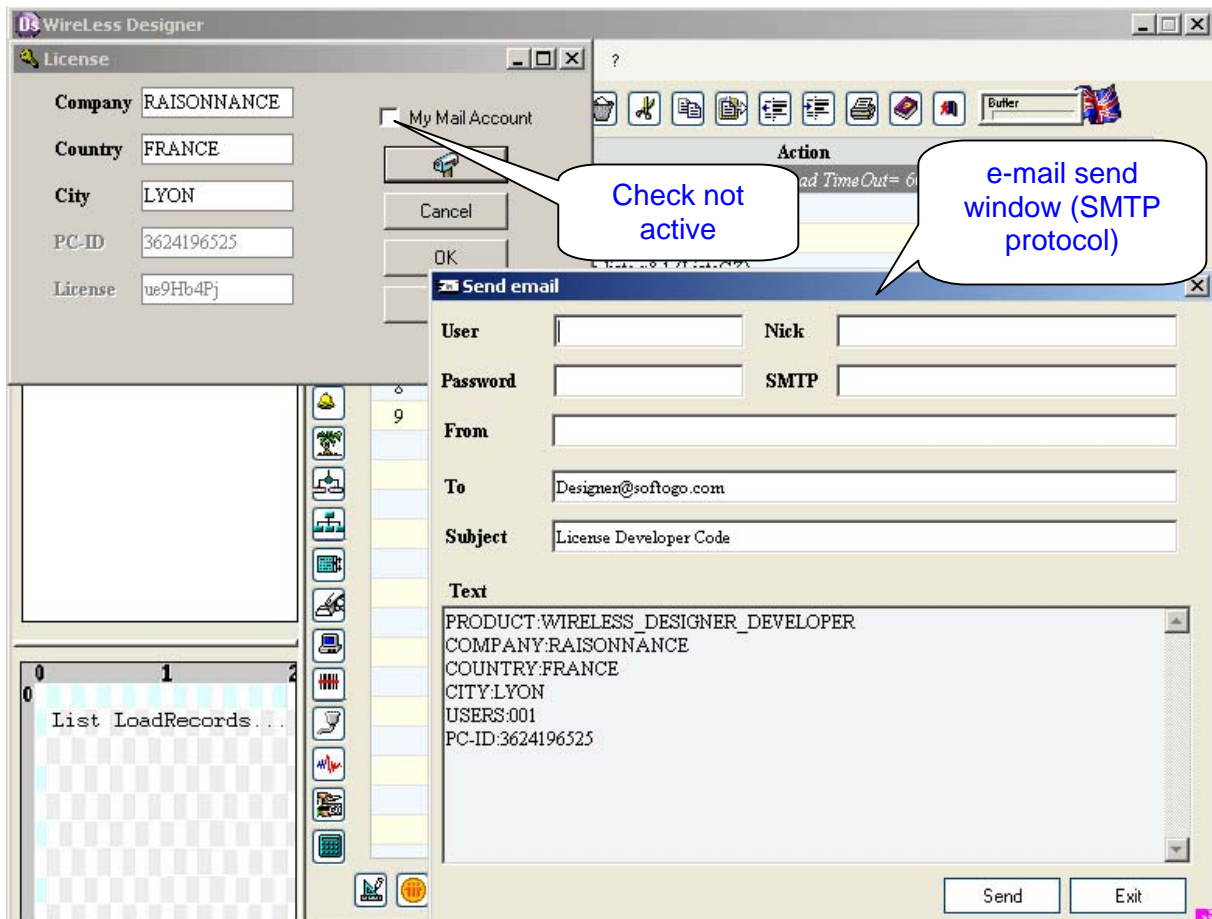 WireLess Designer
License
?
Company RAISONNANCE
Country FRANCE
City LYON
PC-ID 3624196525
License ue9Hb4Pj
My Mail Account
Cancel
OK
Butler
Action
TimeOut=
Check not
active
e-mail send
window (SMTP
protocol)
Send email
User
Nick
Password
SMTP
From
To Designer@softogo.com
Subject License Developer Code
Text
PRODUCT:WIRELESS_DESIGNER_DEVELOPER
COMPANY:RAISONNANCE
COUNTRY:FRANCE
CITY:LYON
USERS:001
PC-ID:3624196525
8
9
0 1 2
0
List LoadRecords...
Send Exit